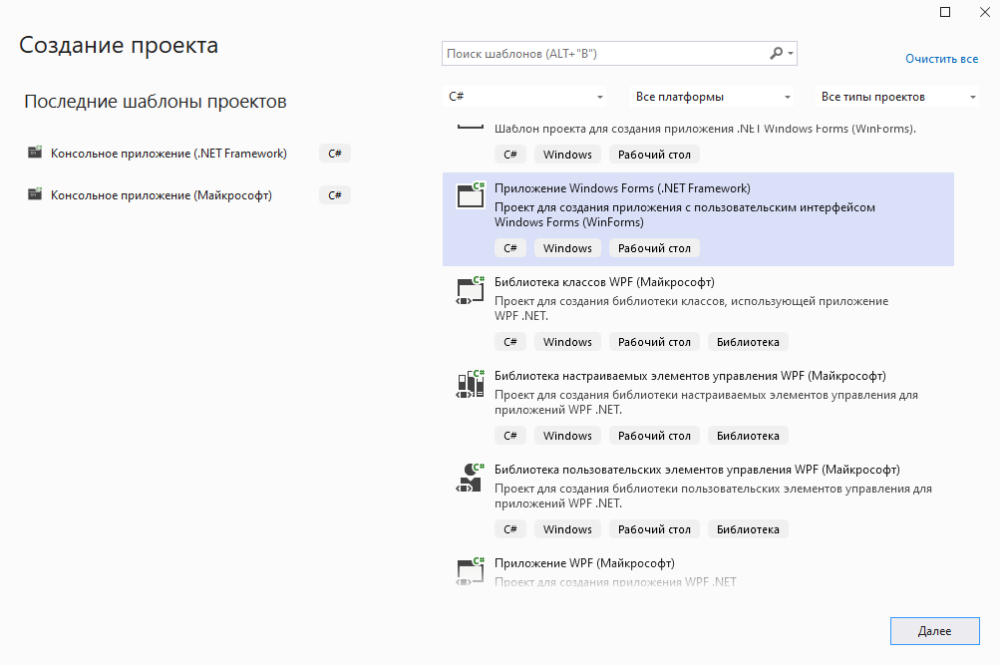 Создание проекта
Поиск шаблонов (ALT+"В")
Очистить все
Последние шаблоны проектов
C#
Все платформы
Все типы проектов
Консольное приложение (.NET Framework)
C#
Консольное приложение (Майкрософт)
C#
Шаблон проекта для создания приложения .NET Windows Forms (WinForms).
C# Windows Рабочий стол
C#
Приложение Windows Forms (.NET Framework)
Проект для создания приложения с пользовательским интерфейсом
Windows Forms (WinForms)
C# Windows Рабочий стол
C#
Библиотека классов WPF (Майкрософт)
Проект для создания библиотеки классов, использующей приложение
WPF .NET.
C# Windows Рабочий стол Библиотека
C#
Библиотека настраиваемых элементов управления WPF (Майкрософт)
Проект для создания библиотеки настраиваемых элементов управления для
приложений WPF .NET.
C# Windows Рабочий стол Библиотека
C#
Библиотека пользовательских элементов управления WPF (Майкрософт)
Проект для создания библиотеки пользовательских элементов управления для
приложений WPF .NET.
C# Windows Рабочий стол Библиотека
C#
Приложение WPF (Майкрософт)
Проект для создания приложения WPF .NET
Далее